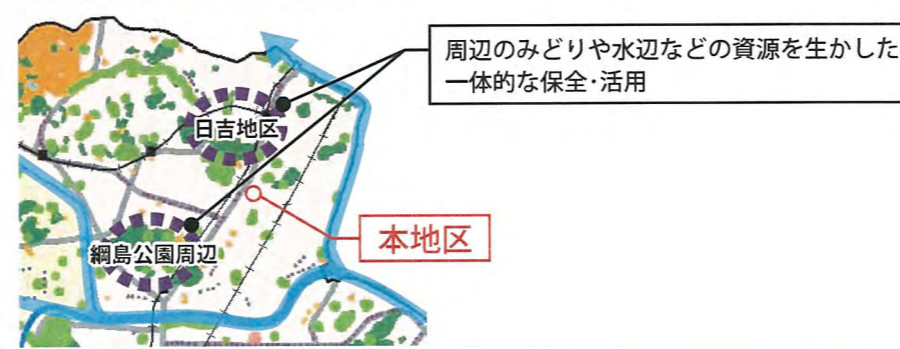 周辺のみどりや水辺などの資源を生かした
一体的な保全･活用
日吉地区
本地区
綱島公園周辺